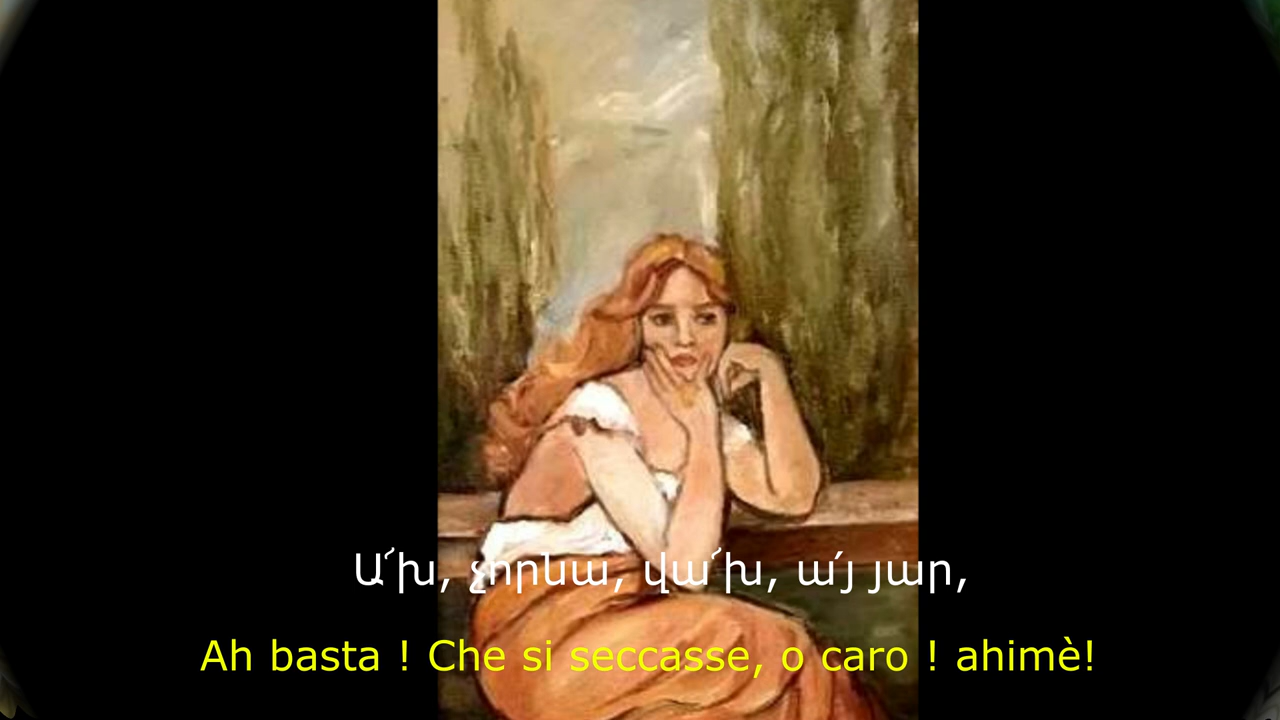 Ա՜խ, չորնա, վա՜խ, ա՛յ յար,
Ah basta ! Che si seccasse, o caro ! ahimè!